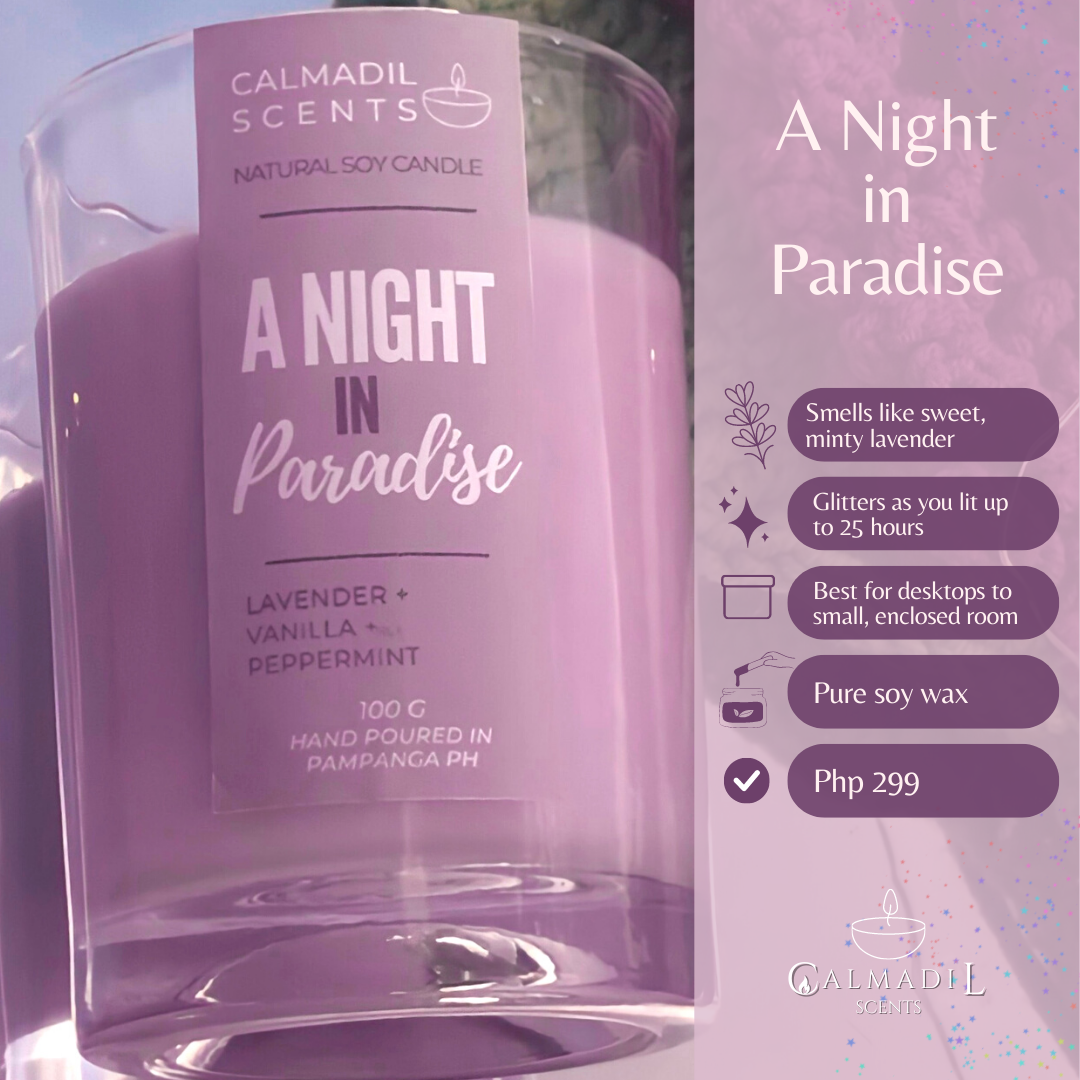 CALMADIL
SCENTS
NATURAL SOY CANDLE
A NIGHT
IN
Paradise
LAVENDER +
VANILLA +
PEPPERMINT
100 G
HAND POURED IN
PAMPANGA PH
A Night
in
Paradise
Smells like sweet,
minty lavender
Glitters as you lit up
to 25 hours
Best for desktops to
small, enclosed room
Pure soy wax
Php 299
CALMADIL
SCENTS